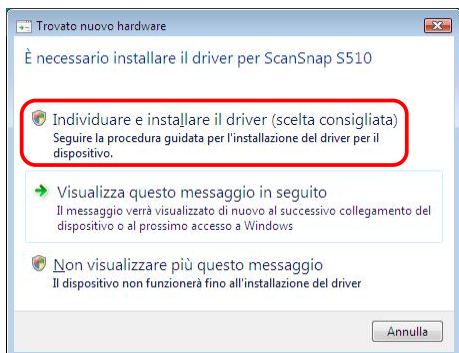 Trovato nuovo hardware
È necessario installare il driver per ScanSnap S510
Individuare e installare il driver (scelta consigliata)
Seguire la procedura guidata per l'installazione del driver per il
dispositivo.
Visualizza questo messaggio in seguito
Il messaggio verrà visualizzato di nuovo al successivo collegamento del
dispositivo o al prossimo accesso a Windows
Non visualizzare più questo messaggio
Il dispositivo non funzionerà fino all'installazione del driver
Annulla